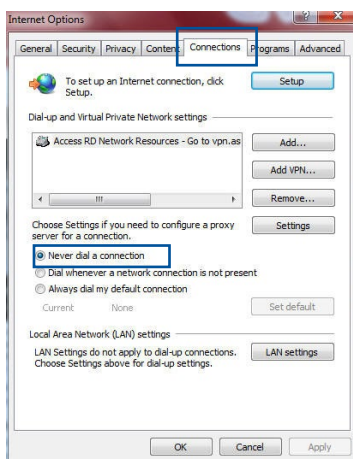 Internet Options
General Security Privacy Content Connections Programs Advanced
To set up an Internet connection, click
Setup.
Setup
Dial-up and Virtual Private Network settings
Access RD Network Resources - Go to vpn.as
Add...
Add VPN...
Remove...
Choose Settings if you need to configure a proxy
server for a connection.
Settings
Never dial a connection
Dial whenever a network connection is not present
Always dial my default connection
Current None
Set default
Local Area Network (LAN) settings
LAN Settings do not apply to dial-up connections.
Choose Settings above for dial-up settings.
LAN settings
OK Cancel Apply